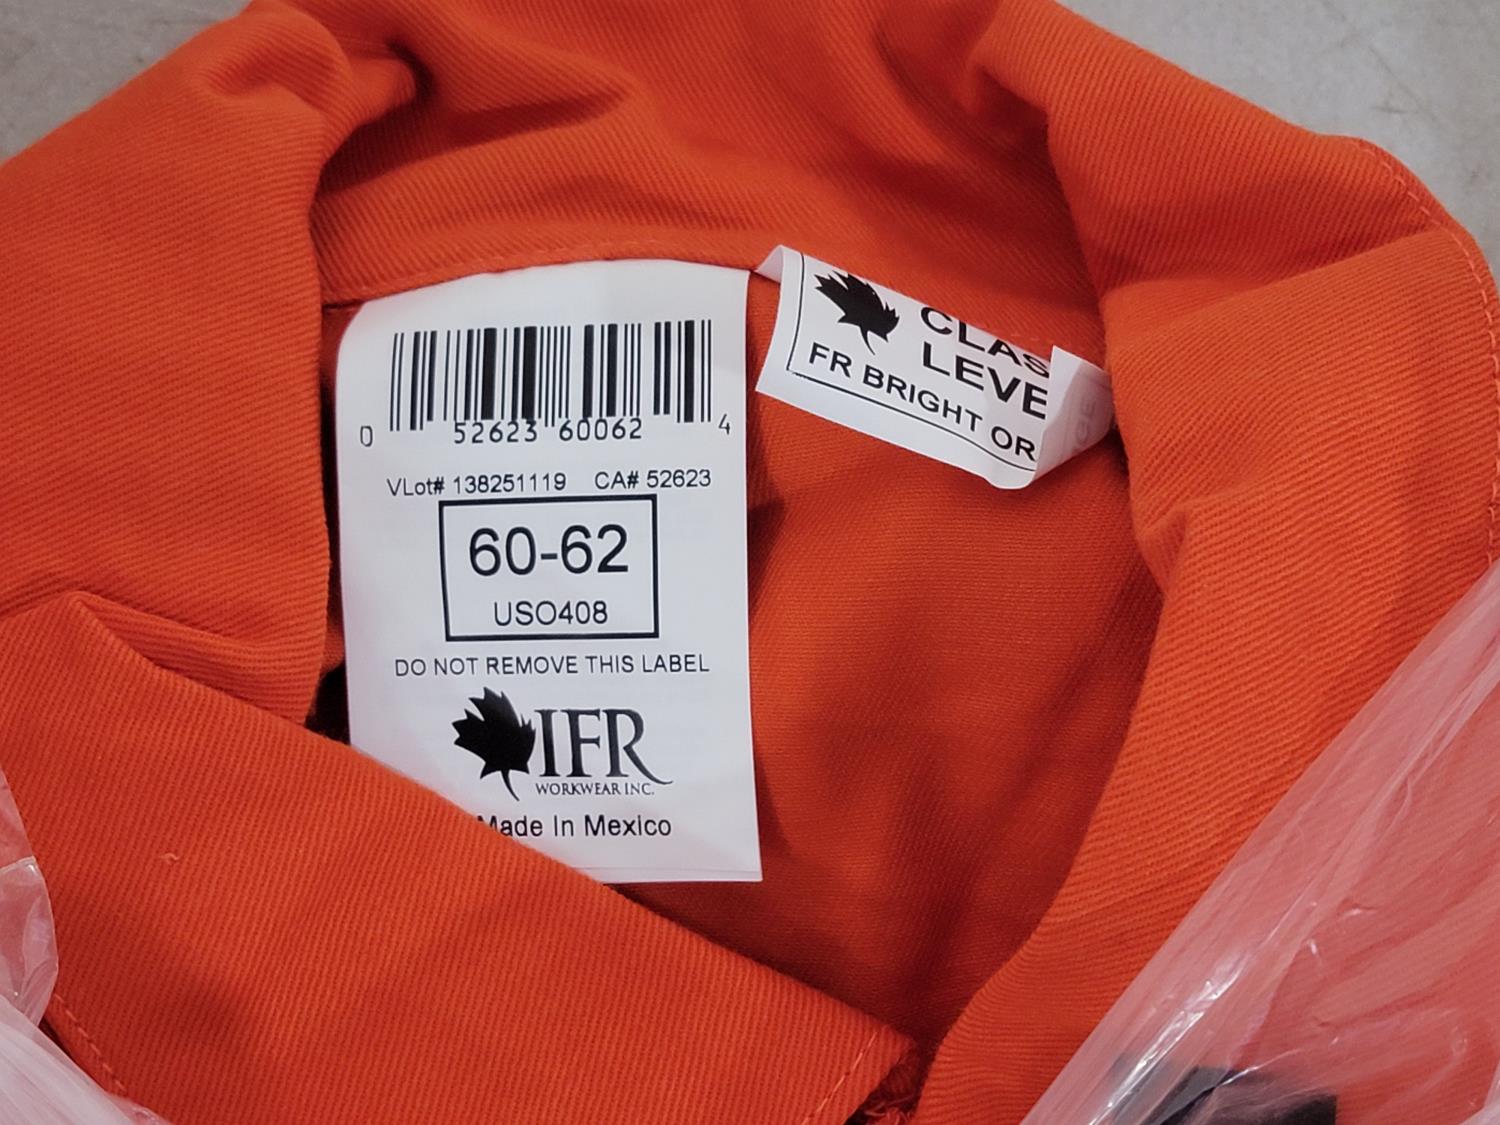 0 52623 60062 4
VLot# 138251119 CA# 52623
60-62
USO408
DO NOT REMOVE THIS LABEL
IFR
WORKWEAR INC.
Made In Mexico
CLAS
LEVE
FR BRIGHT OR
GE